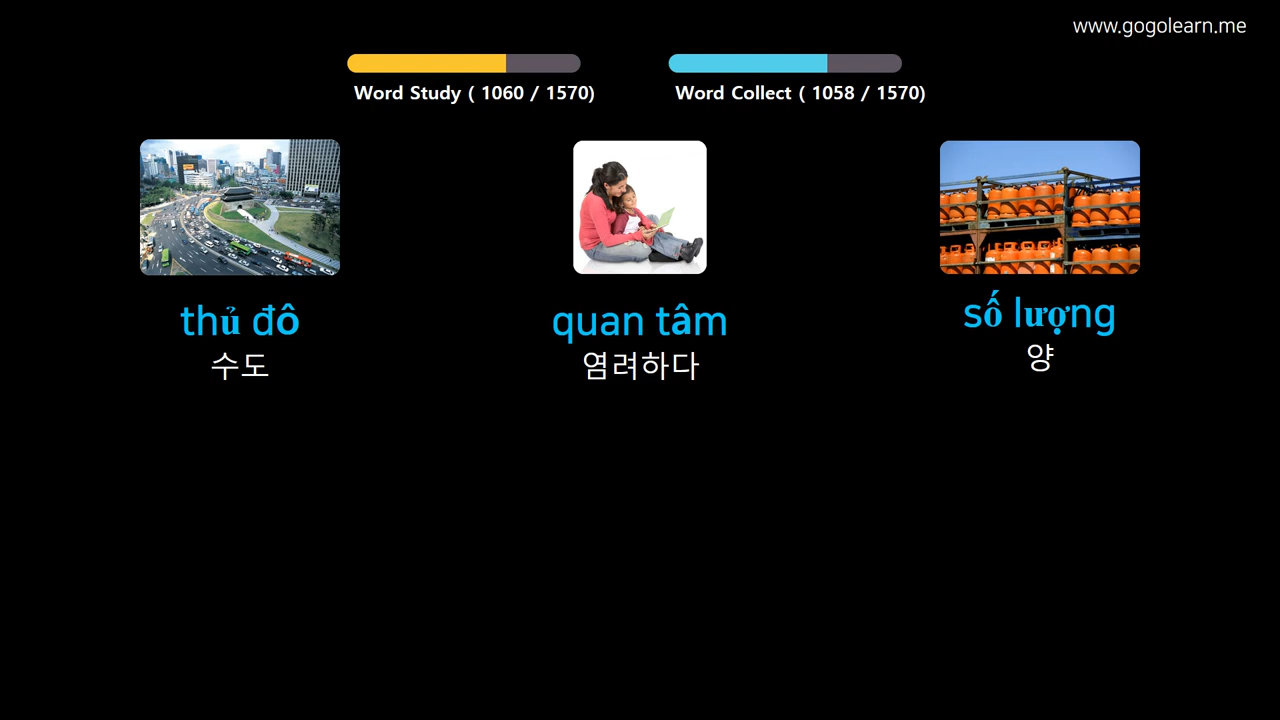 www.gogolearn.me
Word Study ( 1060 / 1570)
Word Collect ( 1058 / 1570)
thủ đô
수도
quan tâm
염려하다
số lượng
양